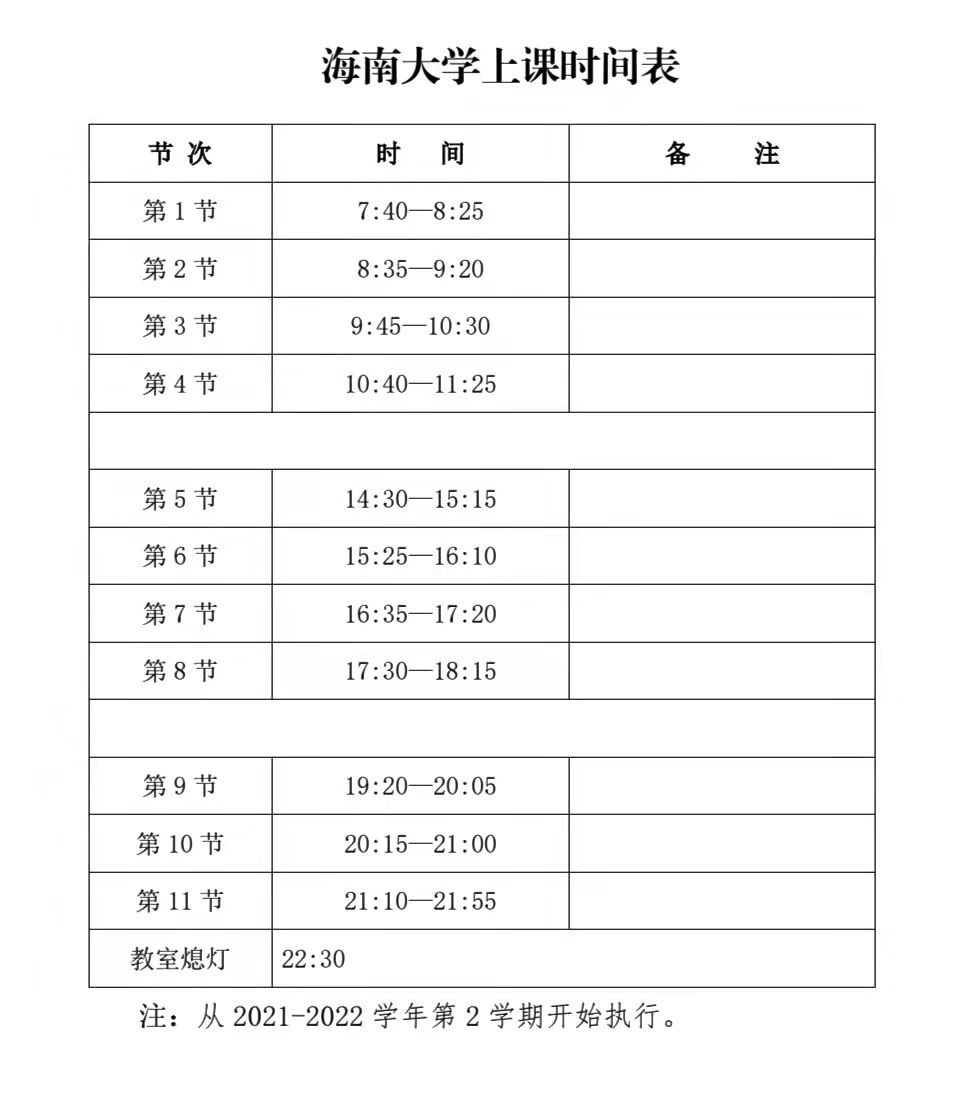 海南大学上课时间表
节 次 时 间 备 注
第 1 节 7:40—8:25
第 2 节 8:35—9:20
第 3 节 9:45—10:30
第 4 节 10:40—11:25
第 5 节 14:30—15:15
第 6 节 15:25—16:10
第 7 节 16:35—17:20
第 8 节 17:30—18:15
第 9 节 19:20—20:05
第 10 节 20:15—21:00
第 11 节 21:10—21:55
教室熄灯 22:30
注：从 2021-2022 学年第 2 学期开始执行。